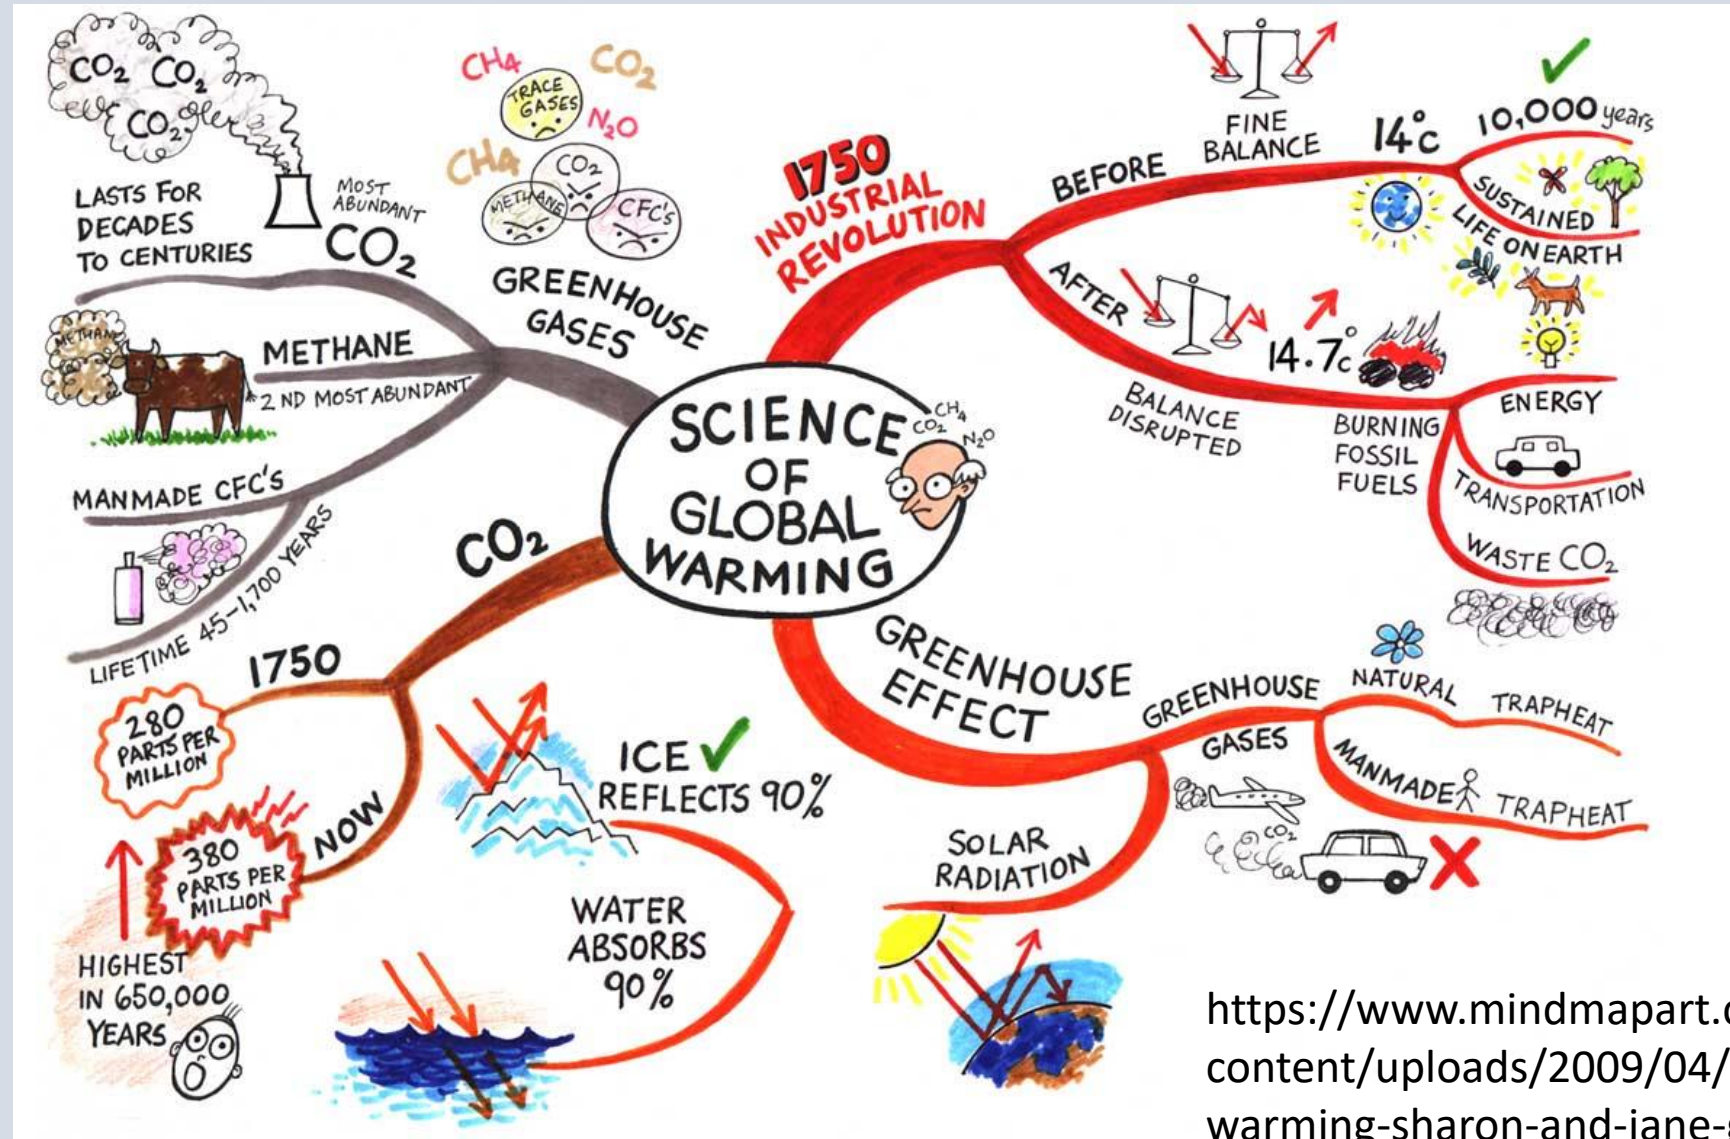 CO2 CO2
CO2
LASTS FOR
DECADES
TO CENTURIES
MOST
ABUNDANT
CO2
METHANE
METHANE
2ND MOST ABUNDANT
MANMADE CFC'S
LIFETIME 45-1,700 YEARS
CH4
CO2
TRACE
GASES
N2O
CH4
CO2
METHANE
CFC'S
GREENHOUSE
GASES
1750
INDUSTRIAL
REVOLUTION
BEFORE
FINE
BALANCE
14°C
10,000 years
SUSTAINED
LIFE ON EARTH
AFTER
BALANCE
DISRUPTED
14.7°C
BURNING
FOSSIL
FUELS
ENERGY
TRANSPORTATION
WASTE CO2
SCIENCE
OF
GLOBAL
WARMING
CH4
CO2
N2O
CO2
1750
280
PARTS PER
MILLION
NOW
380
PARTS PER
MILLION
HIGHEST
IN 650,000
YEARS
ICE
REFLECTS 90%
WATER
ABSORBS
90%
GREENHOUSE
EFFECT
GREENHOUSE
GASES
NATURAL
TRAPHEAT
MANMADE
TRAPHEAT
CO2
SOLAR
RADIATION
https://www.mindmapart.
content/uploads/2009/04/
warming-sharon-and-jane-